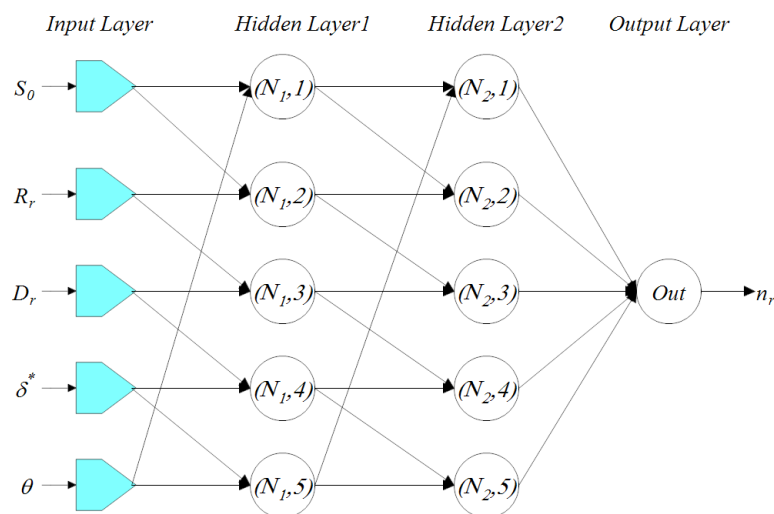 Input Layer Hidden Layer1 Hidden Layer2 Output Layer
S₀ (N₁,1) (N₂,1)
Rᵣ (N₁,2) (N₂,2)
Dᵣ (N₁,3) (N₂,3) Out nᵣ
δ* (N₁,4) (N₂,4)
θ (N₁,5) (N₂,5)